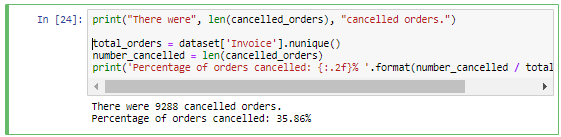 In [24]: print("There were", len(cancelled_orders), "cancelled orders.")
total_orders = dataset['Invoice'].nunique()
number_cancelled = len(cancelled_orders)
print('Percentage of orders cancelled: {:.2f}% '.format(number_cancelled / total
There were 9288 cancelled orders.
Percentage of orders cancelled: 35.86%